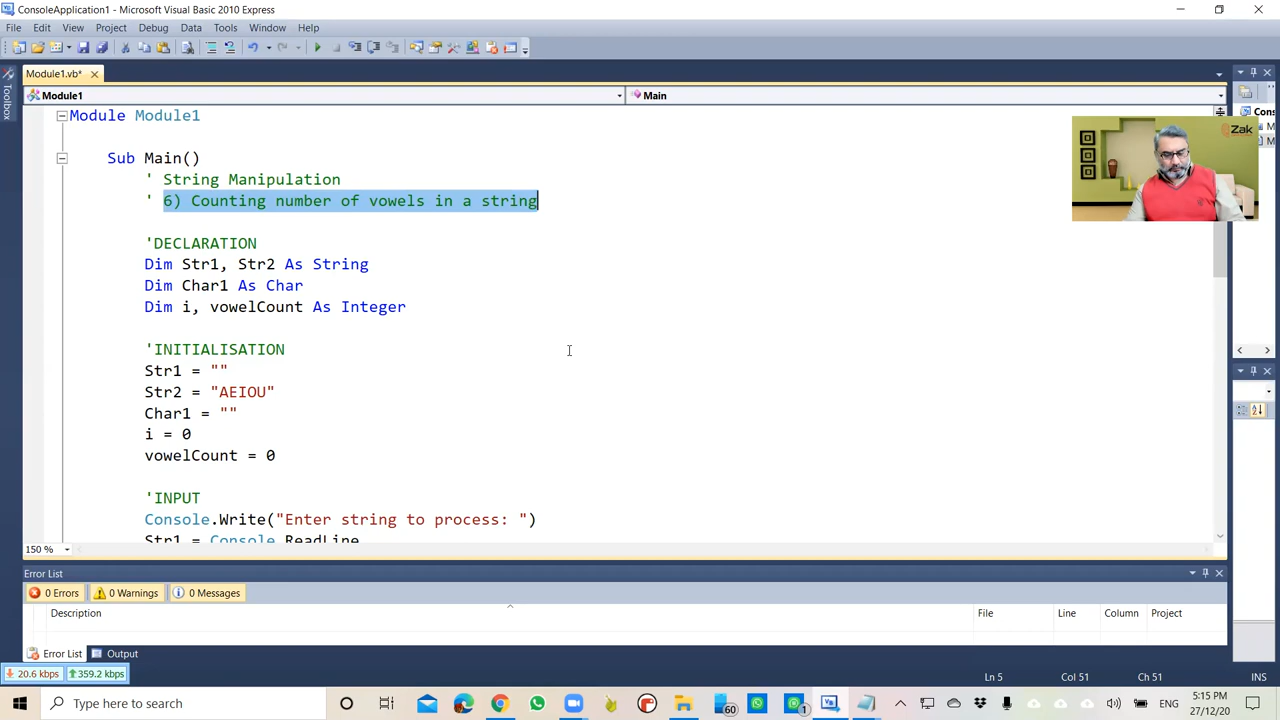 ConsoleApplication1 - Microsoft Visual Basic 2010 Express
File Edit View Project Debug Data Tools Window Help
Module1.vb*
Toolbox
Module1
Main
Module Module1
Sub Main()
' String Manipulation
' 6) Counting number of vowels in a string
'DECLARATION
Dim Str1, Str2 As String
Dim Char1 As Char
Dim i, vowelCount As Integer
'INITIALISATION
Str1 = ""
Str2 = "AEIOU"
Char1 = ""
i = 0
vowelCount = 0
'INPUT
Console.Write("Enter string to process: ")
Str1 = Console.ReadLine
Zak
Cons
150 %
Error List
0 Errors 0 Warnings 0 Messages
Description File Line Column Project
Error List Output
20.6 kbps 359.2 kbps
Ln 5 Col 51 Ch 51 INS
Type here to search
60
1
ENG
5:15 PM
27/12/20